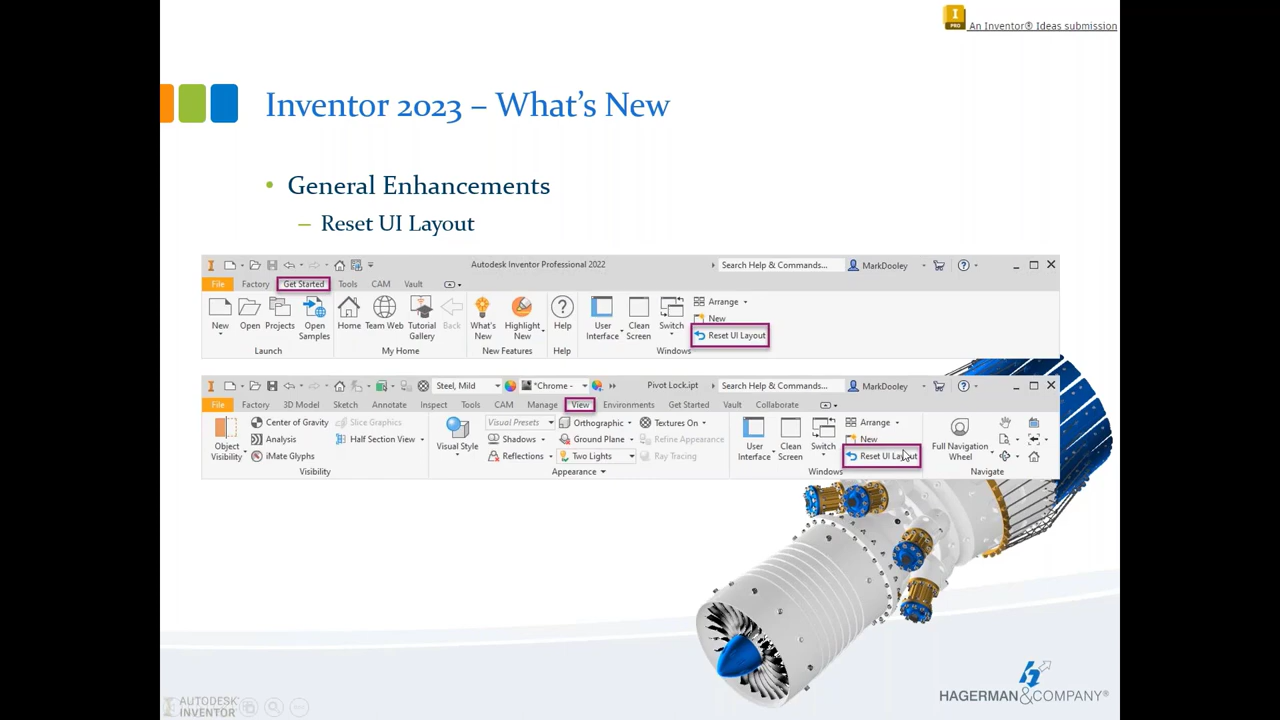 An Inventor® Ideas submission
PRO
Inventor 2023 – What's New
• General Enhancements
– Reset UI Layout
Autodesk Inventor Professional 2022 Search Help & Commands... MarkDooley
File Factory Get Started Tools CAM Vault
New Open Projects Open Samples Home Team Web Tutorial Gallery Back What's New Highlight New Help User Interface Clean Screen Switch Arrange New Reset UI Layout
Launch My Home New Features Help Windows
Steel, Mild *Chrome - Pivot Lock.ipt Search Help & Commands... MarkDooley
File Factory 3D Model Sketch Annotate Inspect Tools CAM Manage View Environments Get Started Vault Collaborate
Object Visibility Center of Gravity Slice Graphics Visual Style Visual Presets Orthographic Textures On User Interface Clean Screen Switch Arrange Full Navigation Wheel
Analysis Half Section View Shadows Ground Plane Refine Appearance New
iMate Glyphs Reflections Two Lights Ray Tracing Reset UI Layout
Visibility Appearance Windows Navigate
HAGERMAN&COMPANY®
AUTODESK
INVENTOR